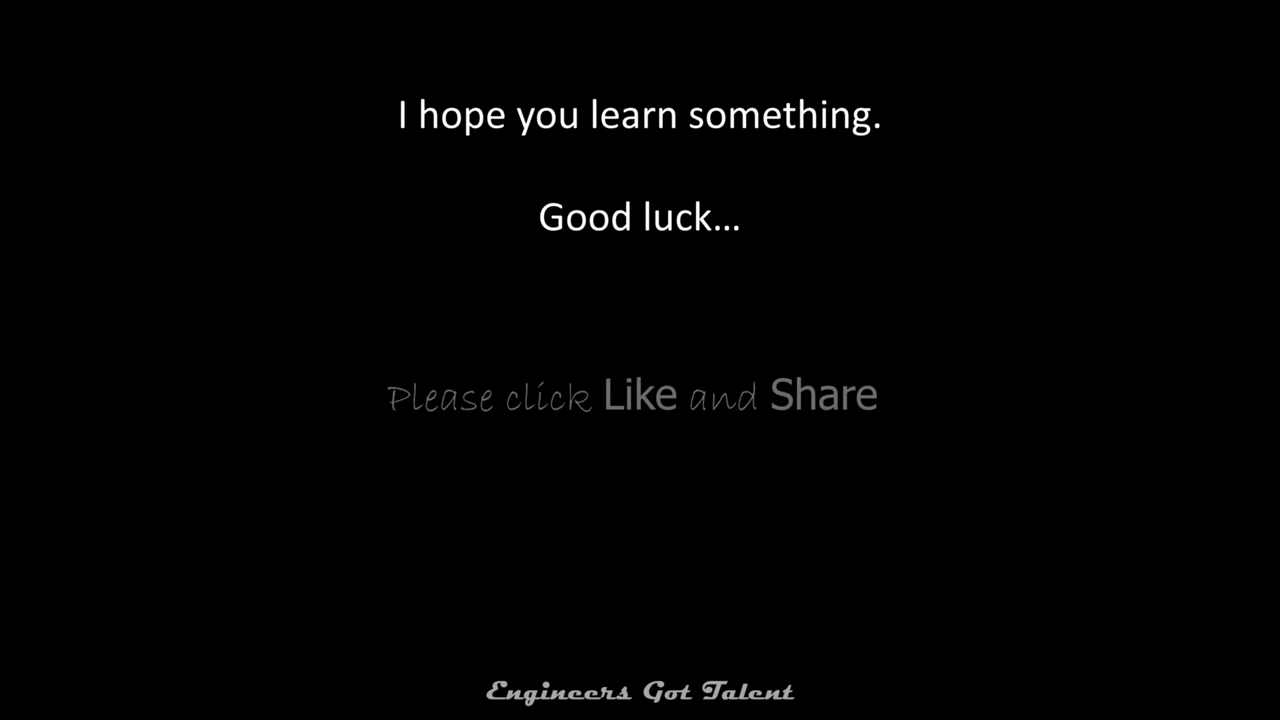 I hope you learn something.
Good luck...
Please click Like and Share
Engineers Got Talent